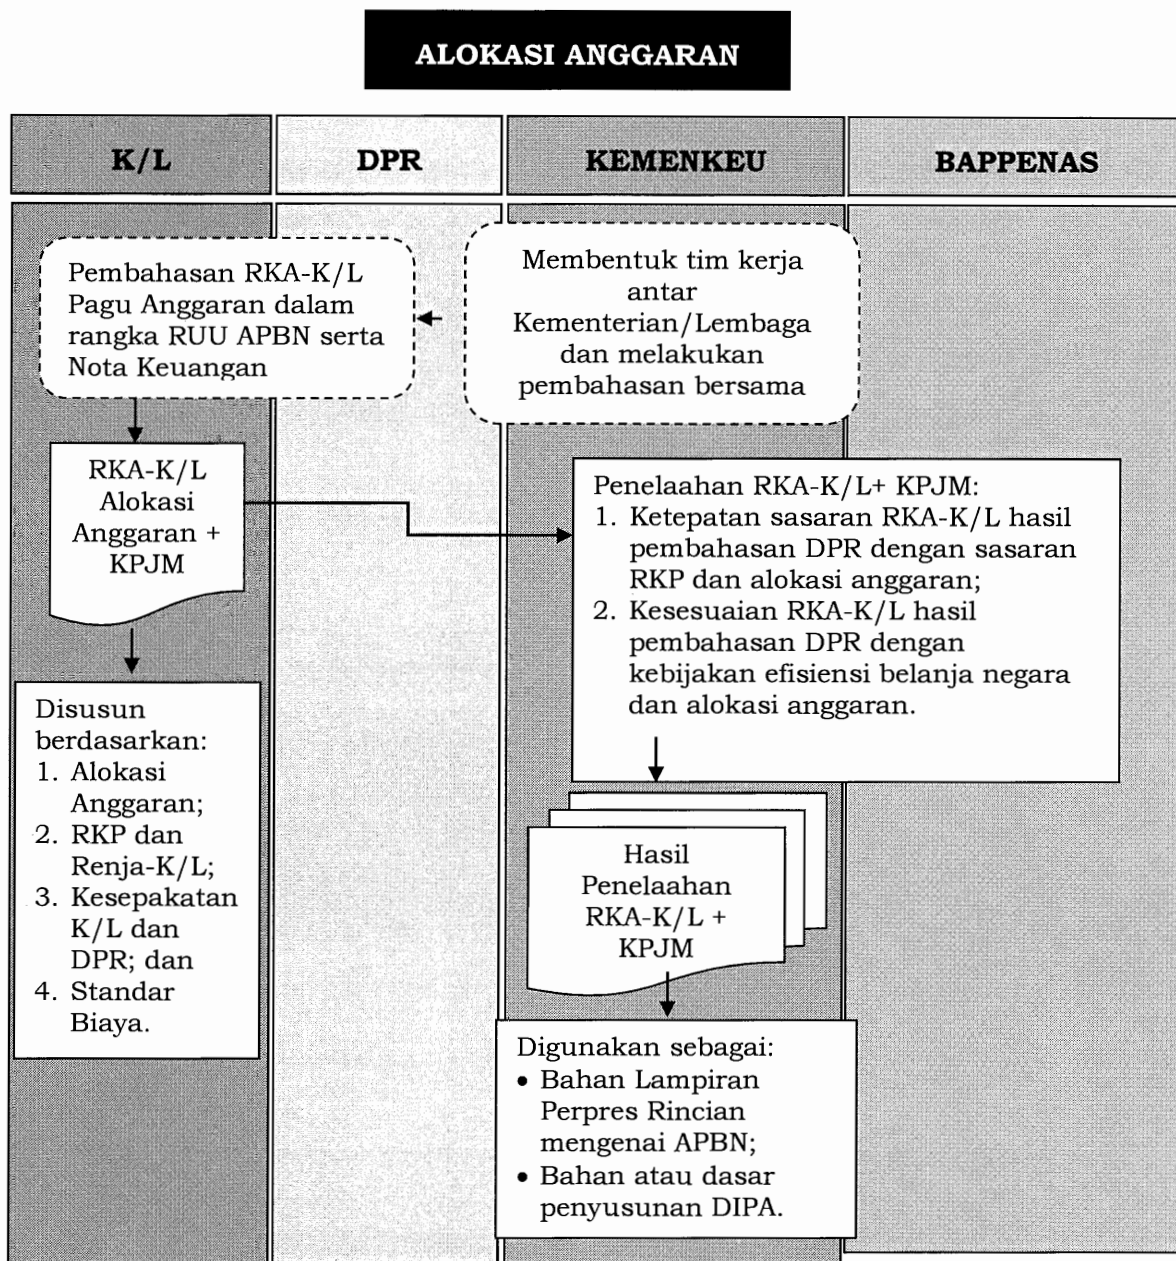 ALOKASI ANGGARAN
K/L
DPR
KEMENKEU
BAPPENAS
Pembahasan RKA-K/L
Pagu Anggaran dalam
rangka RUU APBN serta
Nota Keuangan
Membentuk tim kerja
antar
Kementerian/Lembaga
dan melakukan
pembahasan bersama
RKA-K/L
Alokasi
Anggaran +
KPJM
Penelaahan RKA-K/L+ KPJM:
1. Ketepatan sasaran RKA-K/L hasil
pembahasan DPR dengan sasaran
RKP dan alokasi anggaran;
2. Kesesuaian RKA-K/L hasil
pembahasan DPR dengan
kebijakan efisiensi belanja negara
dan alokasi anggaran.
Disusun
berdasarkan:
1. Alokasi
Anggaran;
2. RKP dan
Renja-K/L;
3. Kesepakatan
K/L dan
DPR; dan
4. Standar
Biaya.
Hasil
Penelaahan
RKA-K/L +
KPJM
Digunakan sebagai:
• Bahan Lampiran
Perpres Rincian
mengenai APBN;
• Bahan atau dasar
penyusunan DIPA.